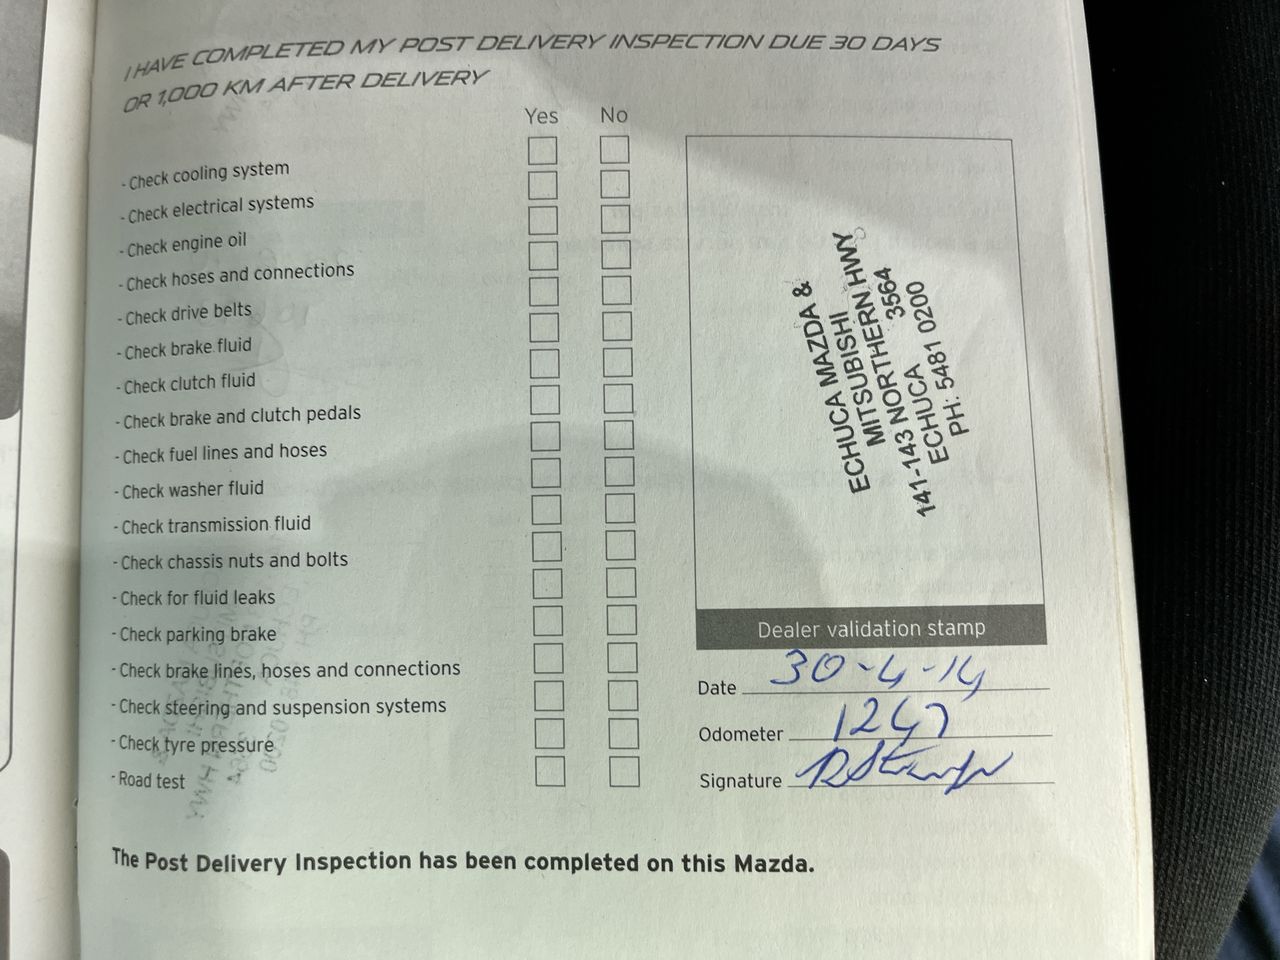 I HAVE COMPLETED MY POST DELIVERY INSPECTION DUE 30 DAYS
OR 1,000 KM AFTER DELIVERY
Yes No
- Check cooling system
- Check electrical systems
- Check engine oil
- Check hoses and connections
- Check drive belts
- Check brake fluid
- Check clutch fluid
- Check brake and clutch pedals
- Check fuel lines and hoses
- Check washer fluid
- Check transmission fluid
- Check chassis nuts and bolts
- Check for fluid leaks
- Check parking brake
- Check brake lines, hoses and connections
- Check steering and suspension systems
- Check tyre pressure
- Road test
ECHUCA MAZDA &
MITSUBISHI
141-143 NORTHERN HWY
ECHUCA 3564
PH: 5481 0200
Dealer validation stamp
Date 30-4-14
Odometer 1247
Signature
The Post Delivery Inspection has been completed on this Mazda.